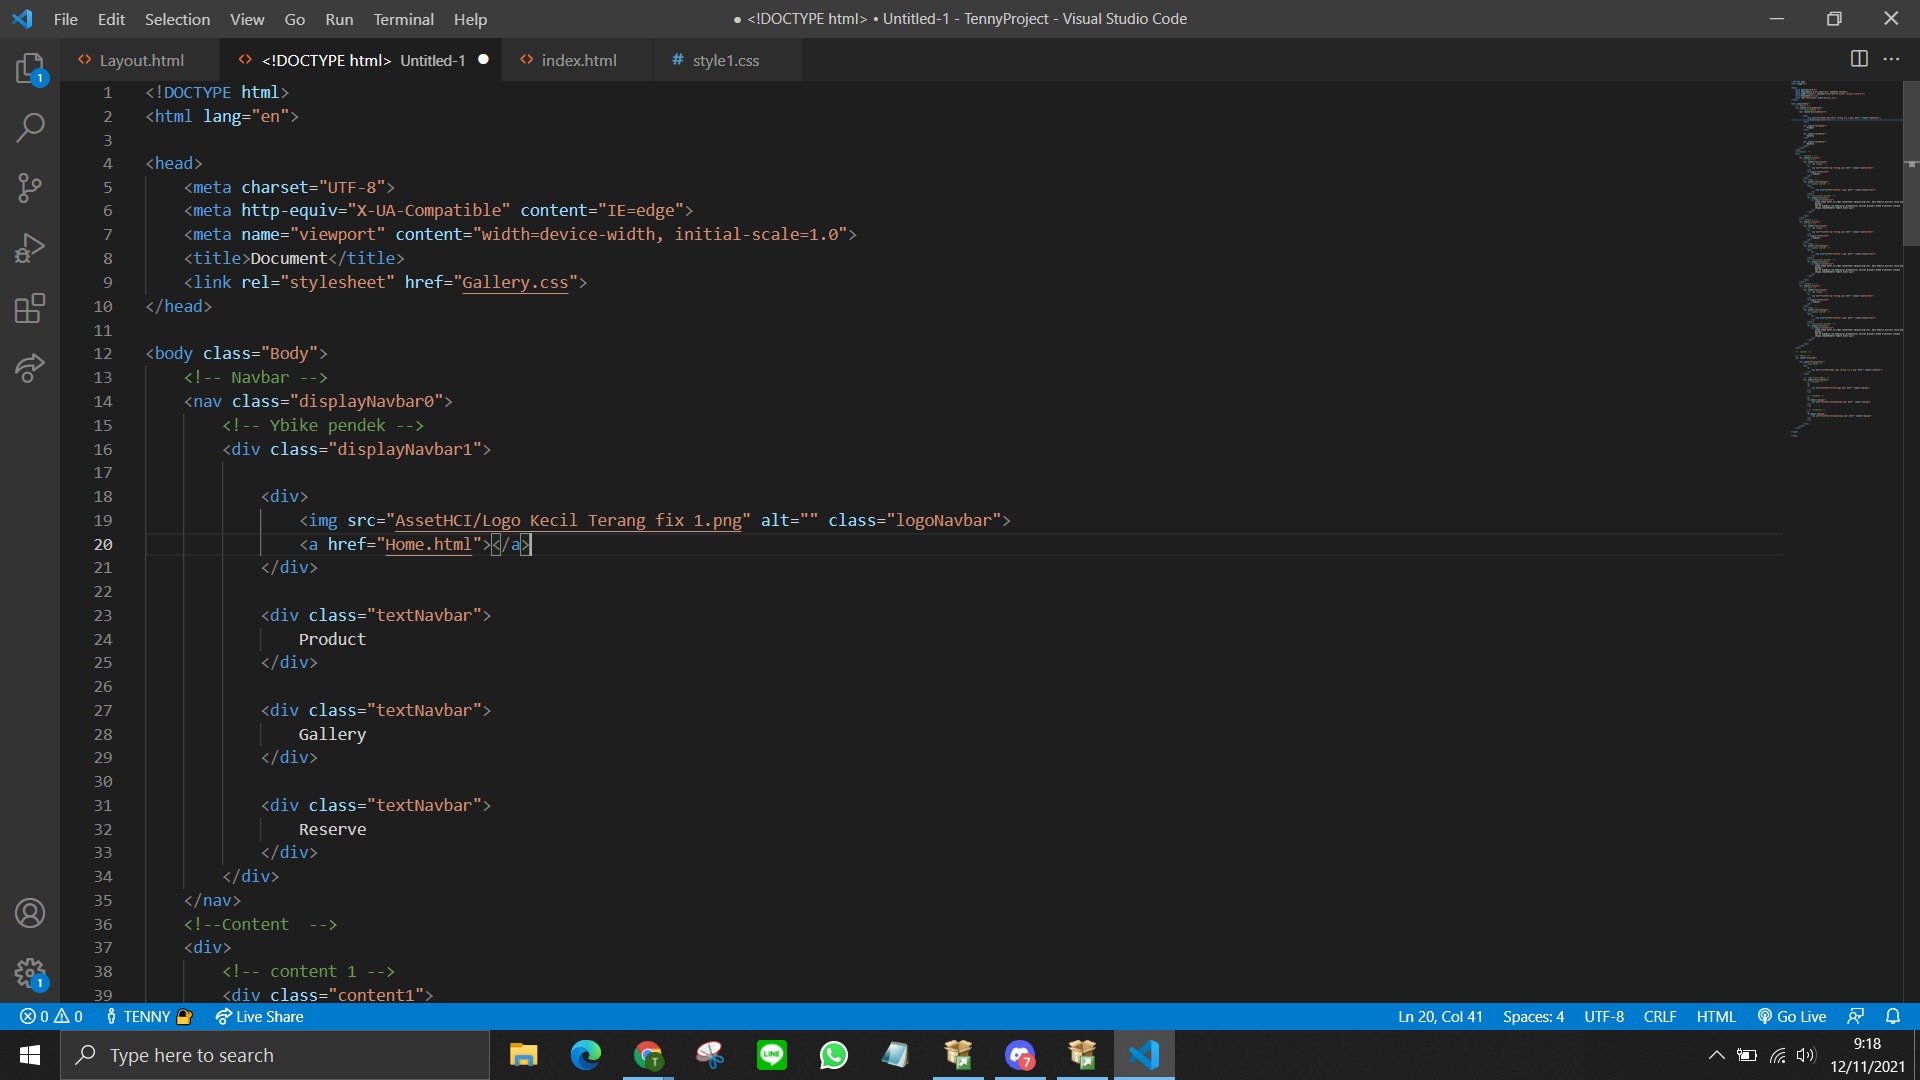 File Edit Selection View Go Run Terminal Help
● <!DOCTYPE html> • Untitled-1 - TennyProject - Visual Studio Code
Layout.html <!DOCTYPE html> Untitled-1 index.html # style1.css
1 <!DOCTYPE html>
2 <html lang="en">
3
4 <head>
5 <meta charset="UTF-8">
6 <meta http-equiv="X-UA-Compatible" content="IE=edge">
7 <meta name="viewport" content="width=device-width, initial-scale=1.0">
8 <title>Document</title>
9 <link rel="stylesheet" href="Gallery.css">
10 </head>
11
12 <body class="Body">
13 <!-- Navbar -->
14 <nav class="displayNavbar0">
15 <!-- Ybike pendek -->
16 <div class="displayNavbar1">
17
18 <div>
19 <img src="AssetHCI/Logo Kecil Terang fix 1.png" alt="" class="logoNavbar">
20 <a href="Home.html"></a>
21 </div>
22
23 <div class="textNavbar">
24 Product
25 </div>
26
27 <div class="textNavbar">
28 Gallery
29 </div>
30
31 <div class="textNavbar">
32 Reserve
33 </div>
34 </div>
35 </nav>
36 <!--Content  -->
37 <div>
38 <!-- content 1 -->
39 <div class="content1">
1
1
0 0 TENNY Live Share Ln 20, Col 41 Spaces: 4 UTF-8 CRLF HTML Go Live
Type here to search
T
LINE
7
9:18
12/11/2021